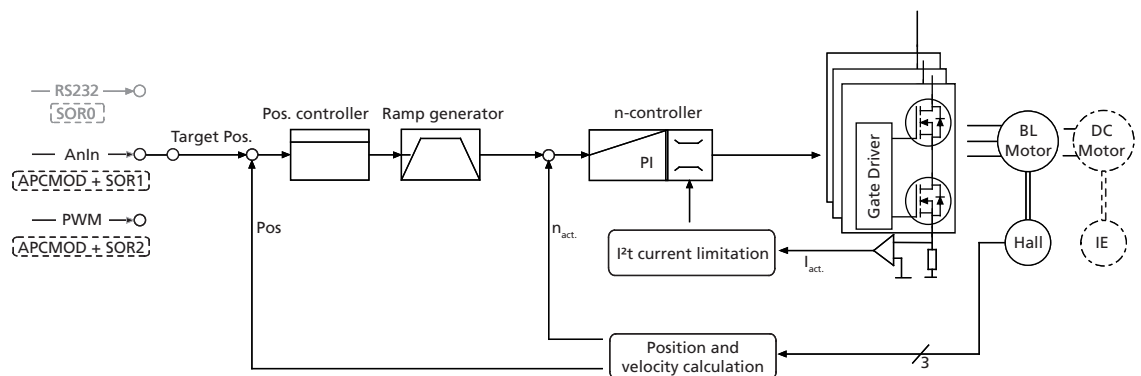 RS232
SOR0
Target Pos.
Pos. controller
Ramp generator
n-controller
AnIn
APCMOD + SOR1
PWM
APCMOD + SOR2
PI
Gate Driver
BL
Motor
DC
Motor
Pos
nact.
I²t current limitation
Iact.
Hall
IE
Position and
velocity calculation
3